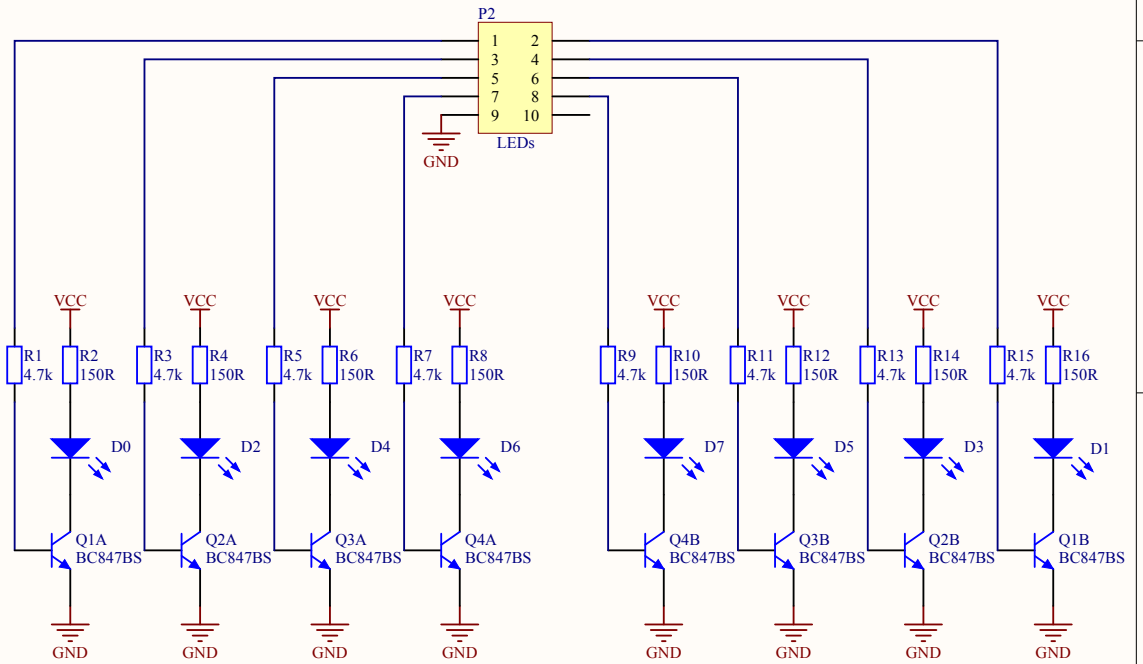 P2
1 2
3 4
5 6
7 8
9 10
LEDs
GND
VCC VCC VCC VCC VCC VCC VCC VCC
R1 R2 R3 R4 R5 R6 R7 R8 R9 R10 R11 R12 R13 R14 R15 R16
4.7k 150R 4.7k 150R 4.7k 150R 4.7k 150R 4.7k 150R 4.7k 150R 4.7k 150R 4.7k 150R
D0 D2 D4 D6 D7 D5 D3 D1
Q1A Q2A Q3A Q4A Q4B Q3B Q2B Q1B
BC847BS BC847BS BC847BS BC847BS BC847BS BC847BS BC847BS BC847BS
GND GND GND GND GND GND GND GND